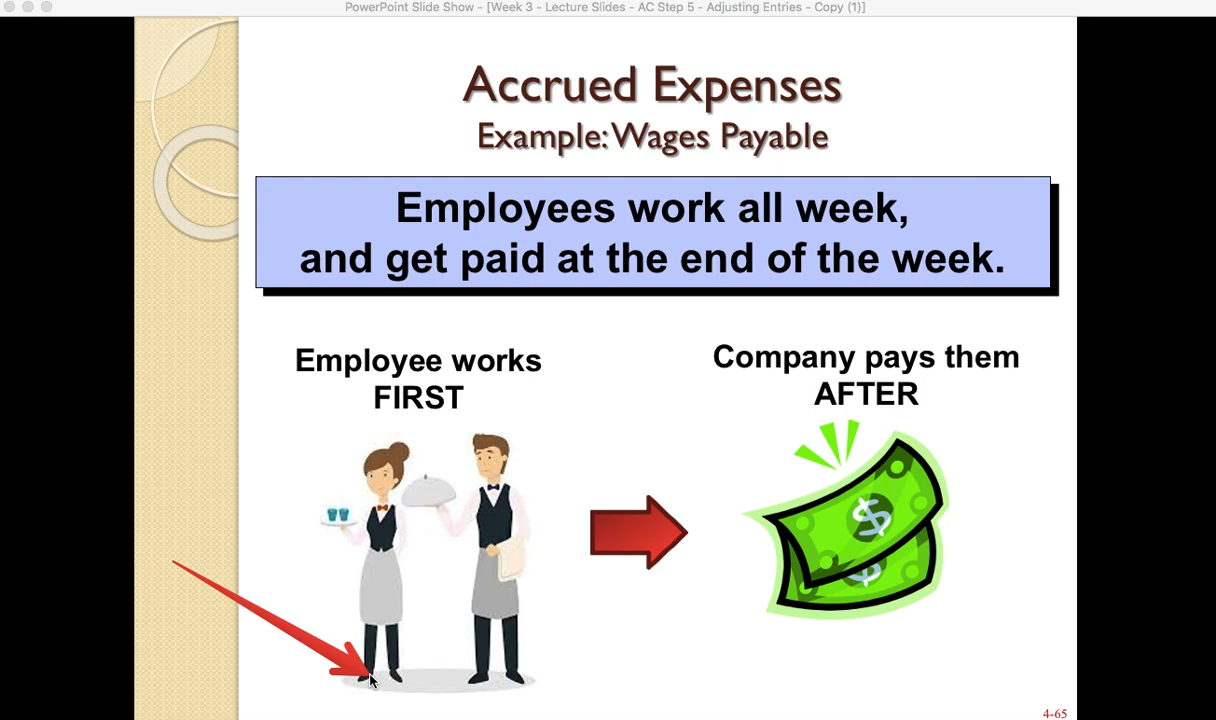 PowerPoint Slide Show - [Week 3 - Lecture Slides - AC Step 5 - Adjusting Entries - Copy (1)]
Accrued Expenses
Example: Wages Payable
Employees work all week,
and get paid at the end of the week.
Employee works
FIRST
Company pays them
AFTER
$
$
4-65